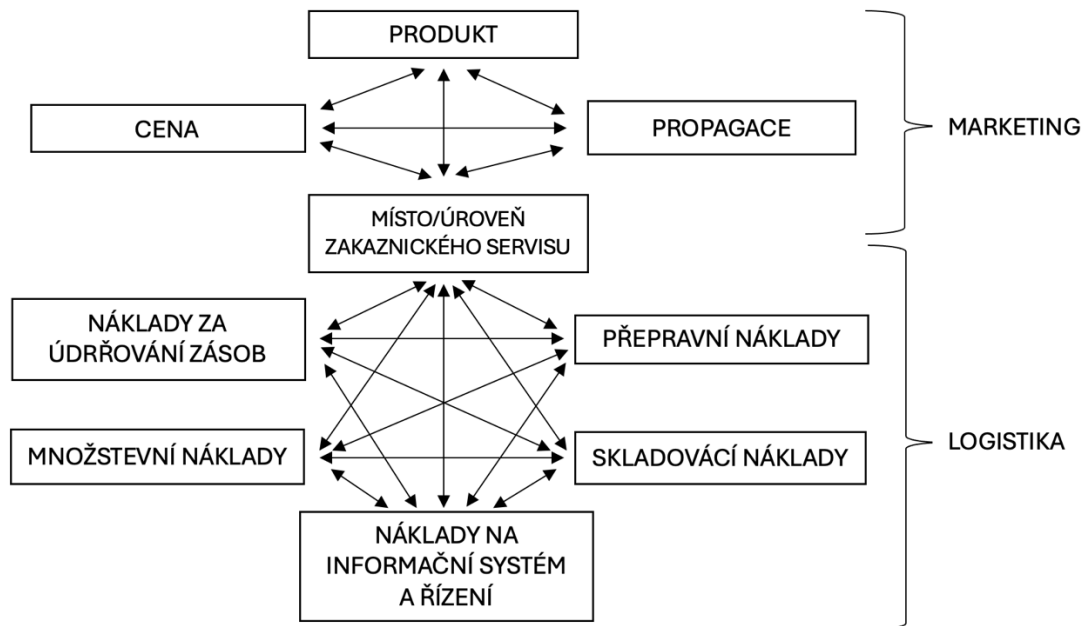 PRODUKT
CENA
PROPAGACE
MARKETING
MÍSTO/ÚROVEŇ
ZAKAZNICKÉHO SERVISU
NÁKLADY ZA
ÚDRŘOVÁNÍ ZÁSOB
PŘEPRAVNÍ NÁKLADY
MNOŽSTEVNÍ NÁKLADY
SKLADOVÁCÍ NÁKLADY
LOGISTIKA
NÁKLADY NA
INFORMAČNÍ SYSTÉM
A ŘÍZENÍ